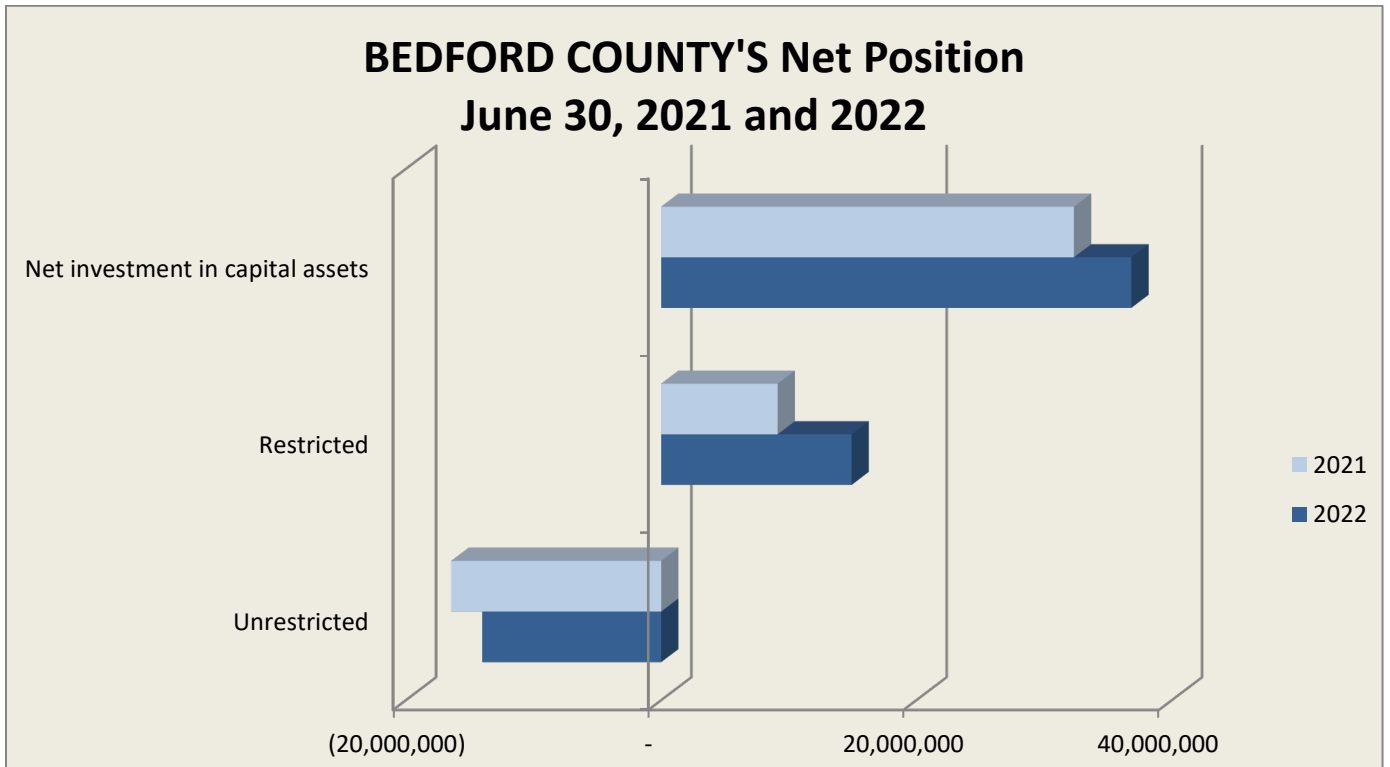 BEDFORD COUNTY'S Net Position
June 30, 2021 and 2022
Net investment in capital assets
Restricted
Unrestricted
2021
2022
(20,000,000) - 20,000,000 40,000,000